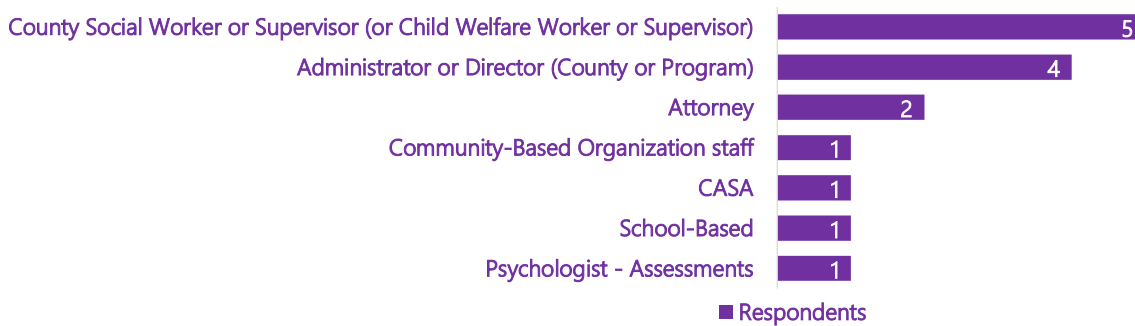 County Social Worker or Supervisor (or Child Welfare Worker or Supervisor) 5
Administrator or Director (County or Program) 4
Attorney 2
Community-Based Organization staff 1
CASA 1
School-Based 1
Psychologist - Assessments 1
Respondents